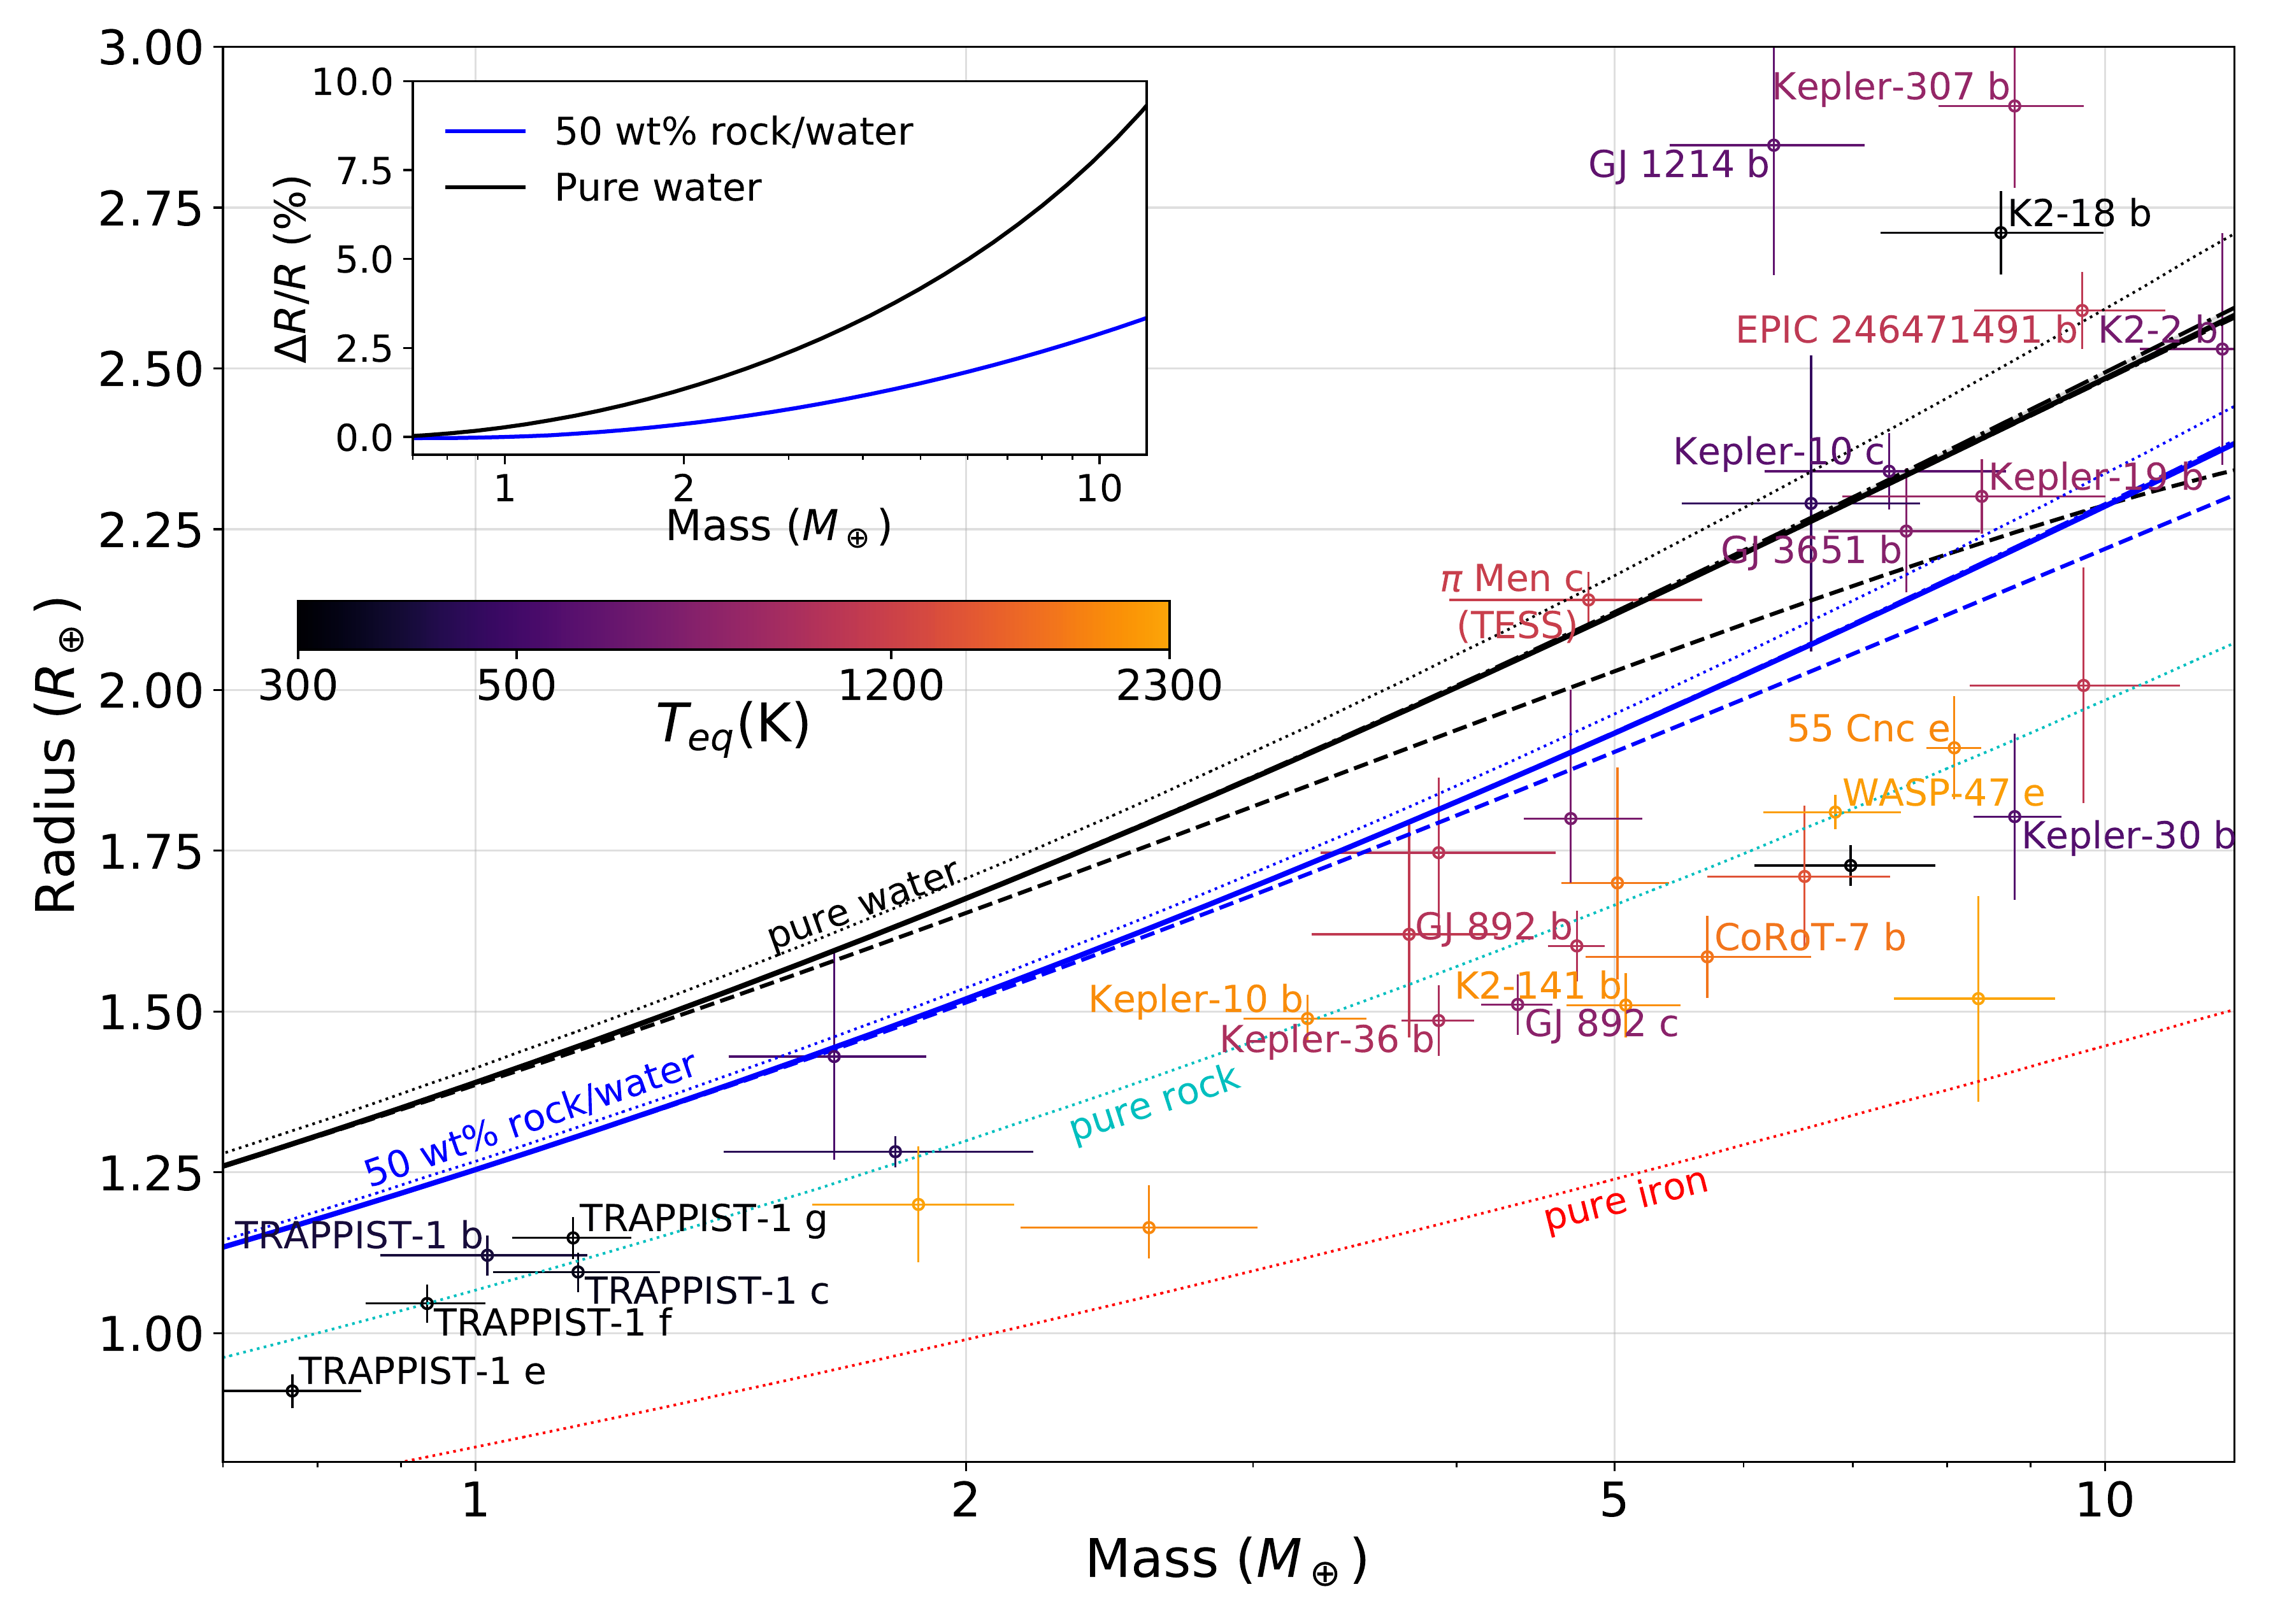 3.00
2.75
2.50
2.25
2.00
1.75
1.50
1.25
1.00
Radius (R⊕)
1
2
5
10
Mass (M⊕)
10.0
7.5
5.0
2.5
0.0
ΔR/R (%)
50 wt% rock/water
Pure water
1
2
10
Mass (M⊕)
300
500
1200
2300
Teq(K)
Kepler-307 b
GJ 1214 b
K2-18 b
EPIC 246471491 b
K2-2 b
Kepler-10 c
Kepler-19 b
GJ 3651 b
π Men c
(TESS)
55 Cnc e
WASP-47 e
Kepler-30 b
pure water
GJ 892 b
CoRoT-7 b
K2-141 b
Kepler-10 b
GJ 892 c
Kepler-36 b
50 wt% rock/water
pure rock
pure iron
TRAPPIST-1 g
TRAPPIST-1 b
TRAPPIST-1 c
TRAPPIST-1 f
TRAPPIST-1 e